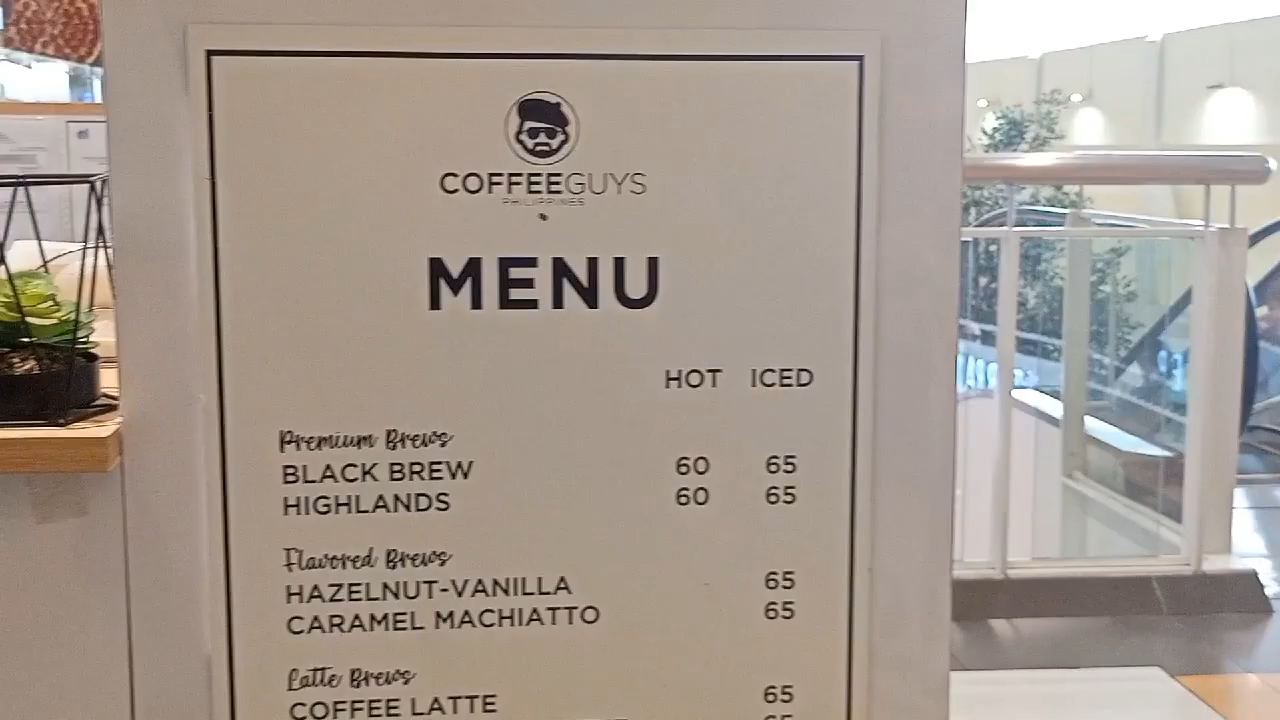 COFFEEGUYS
PHILIPPINES
MENU
HOT ICED
Premium Brews
BLACK BREW 60 65
HIGHLANDS 60 65
Flavored Brews
HAZELNUT-VANILLA 65
CARAMEL MACHIATTO 65
Latte Brews
COFFEE LATTE 65